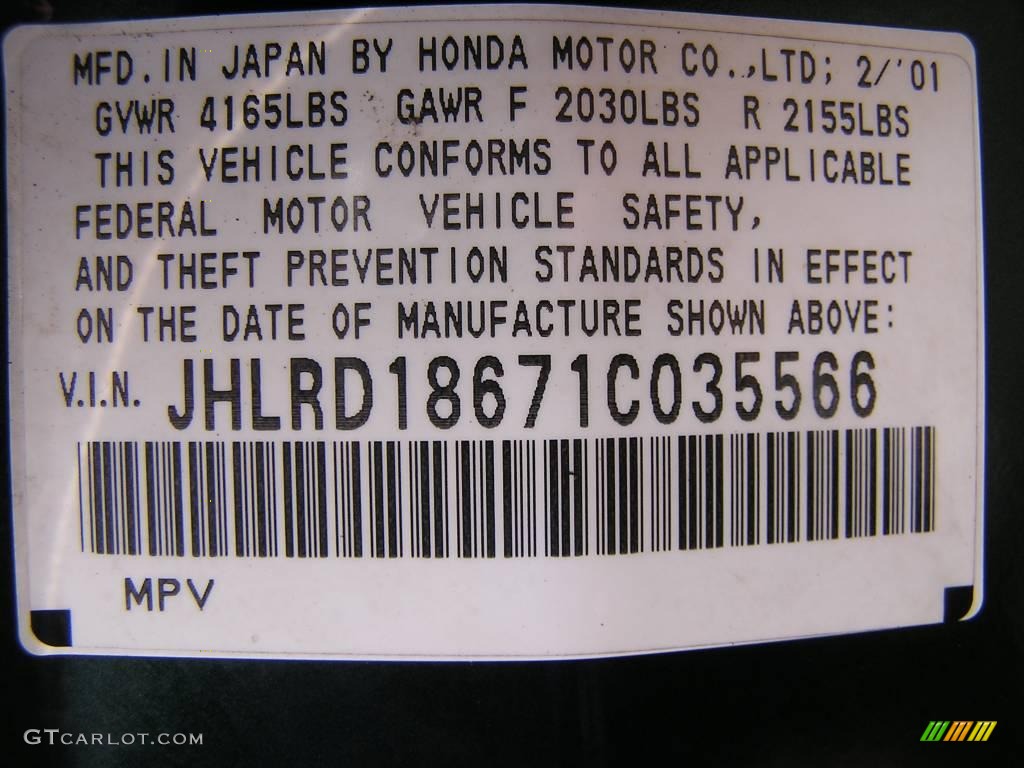 MFD.IN JAPAN BY HONDA MOTOR CO.,LTD; 2/'01
GVWR 4165LBS GAWR F 2030LBS R 2155LBS
THIS VEHICLE CONFORMS TO ALL APPLICABLE
FEDERAL MOTOR VEHICLE SAFETY,
AND THEFT PREVENTION STANDARDS IN EFFECT
ON THE DATE OF MANUFACTURE SHOWN ABOVE:
V.I.N. JHLRD18671C035566
MPV
GTCARLOT.COM